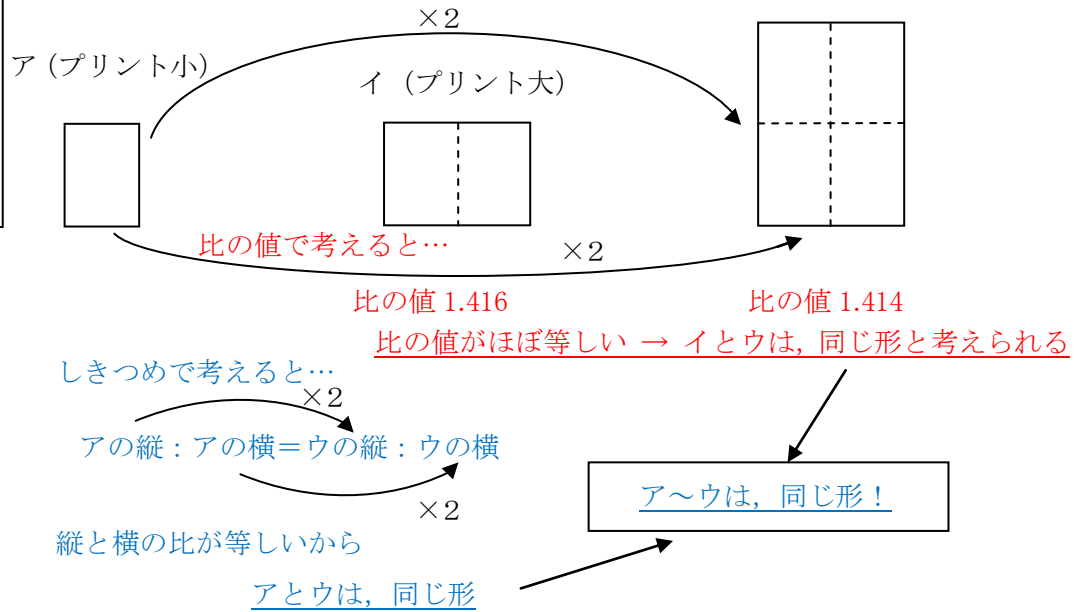 ×2
ア（プリント小）
イ（プリント大）
比の値で考えると…
×2
比の値 1.416
比の値 1.414
比の値がほぼ等しい → イとウは，同じ形と考えられる
しきつめで考えると…
×2
アの縦：アの横＝ウの縦：ウの横
×2
ア～ウは，同じ形！
縦と横の比が等しいから
アとウは，同じ形